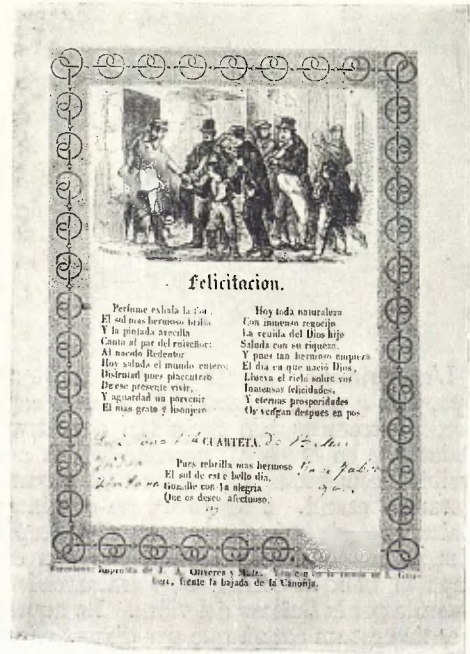 Felicitacion.
Perfume exhala la flor,
El sol mas hermoso brilla
Y la pintada avecilla
Canta al par del ruiseñor:
Al nacido Redentor
Hoy saluda el mundo entero;
Disfrutad pues placentero
De ese presente vivir,
Y aguardad un porvenir
El mas grato y lisonjero
Hoy toda naturaleza
Con inmenso regocijo
La venida del Dios hijo
Saluda con su riqueza.
Y pues tan hermoso empieza
El dia en que nació Dios,
Llueva el cielo sobre vos
Inmensas felicidades,
Y eternas prosperidades
Os vengan despues en pos
CUARTETA.
Pues rebrilla mas hermoso
El sol de este bello dia,
Gozadle con la alegria
Que os deseo afectuoso.
Barcelona: Imprenta de J. A. Oliveres y en la
frente la bajada de la Canonja.